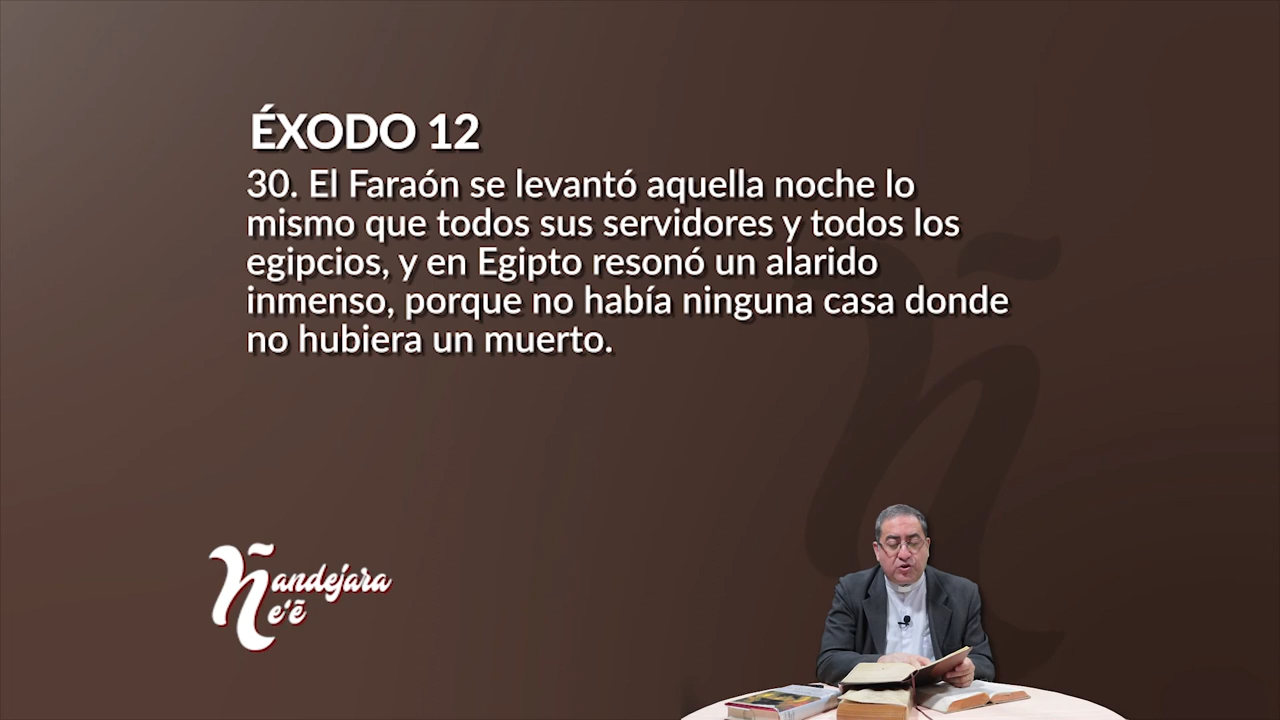 ÉXODO 12
30. El Faraón se levantó aquella noche lo
mismo que todos sus servidores y todos los
egipcios, y en Egipto resonó un alarido
inmenso, porque no había ninguna casa donde
no hubiera un muerto.
Ñandejara
Ñe'ẽ